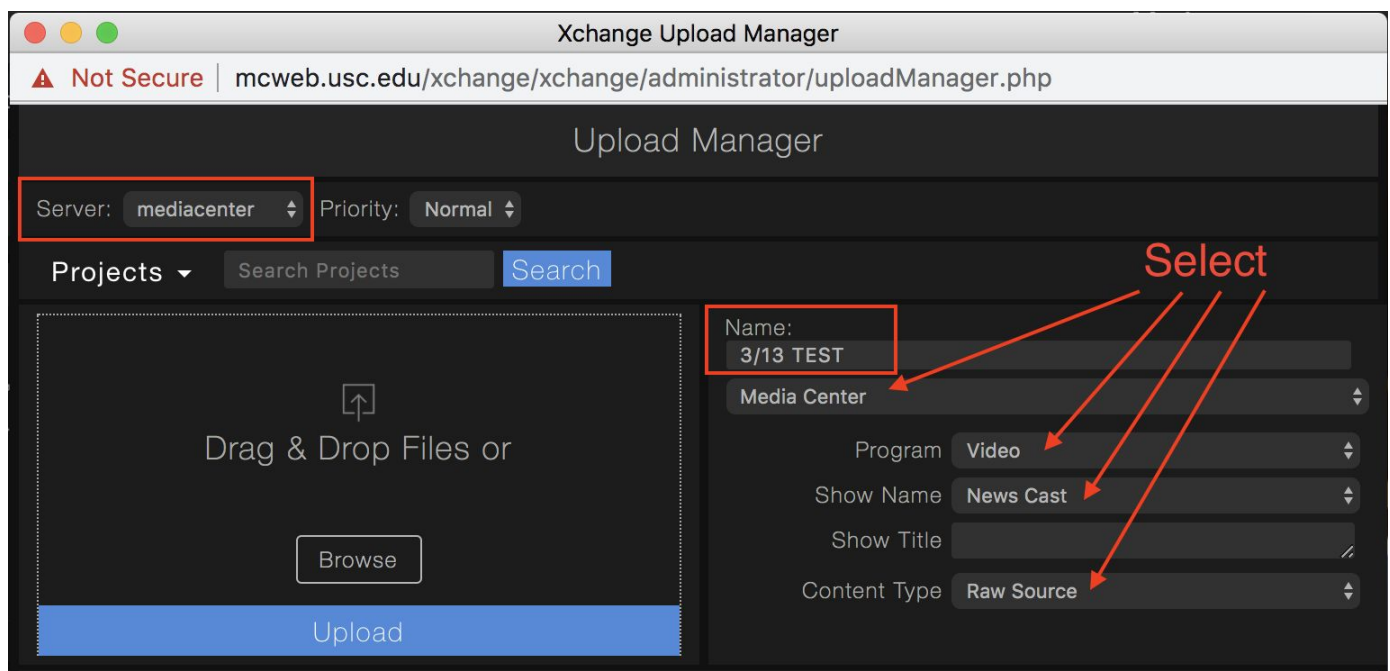 Xchange Upload Manager
Not Secure | mcweb.usc.edu/xchange/xchange/administrator/uploadManager.php
Upload Manager
Server: mediacenter Priority: Normal
Projects Search Projects Search
Select
Name:
3/13 TEST
Media Center
Drag & Drop Files or
Program Video
Show Name News Cast
Show Title
Browse
Content Type Raw Source
Upload